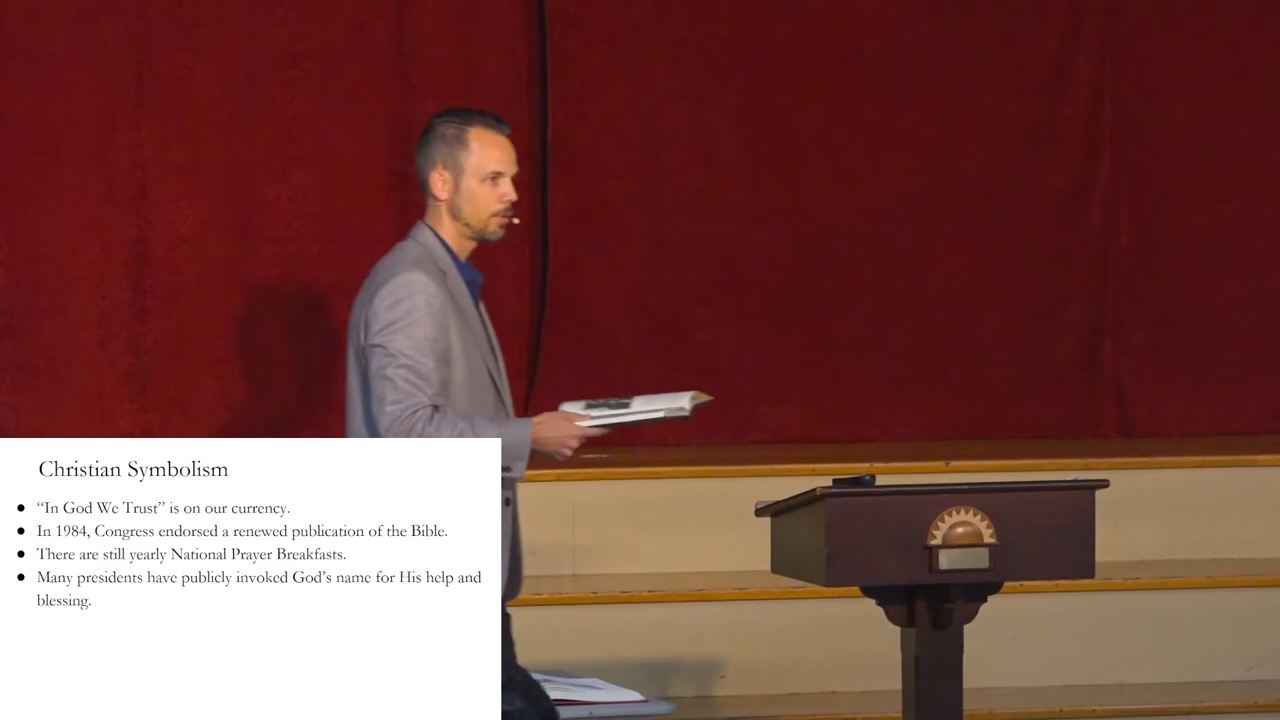 Christian Symbolism
● “In God We Trust” is on our currency.
● In 1984, Congress endorsed a renewed publication of the Bible.
● There are still yearly National Prayer Breakfasts.
● Many presidents have publicly invoked God’s name for His help and
blessing.